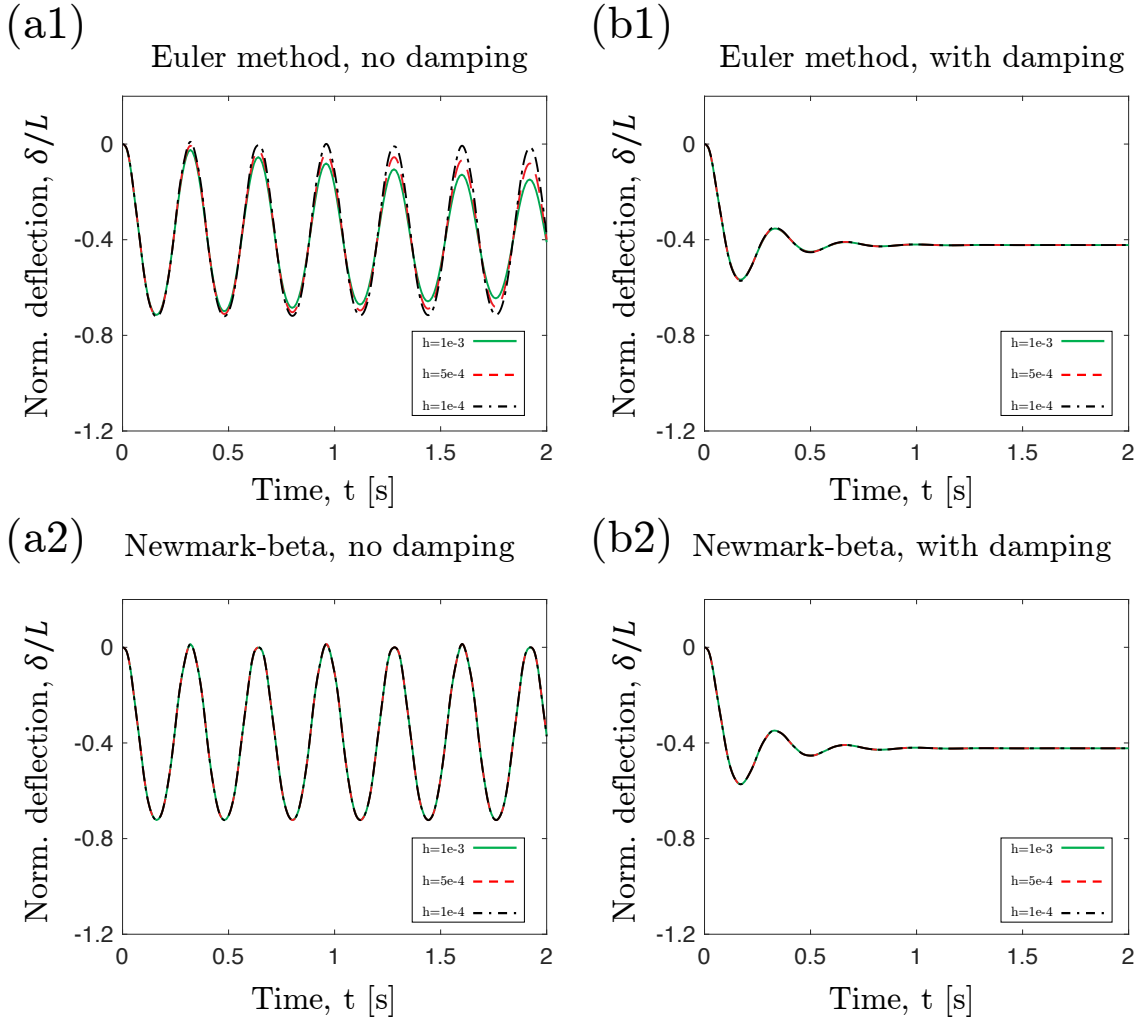 (a1)
Euler method, no damping
Norm. deflection, δ/L
0
-0.4
-0.8
-1.2
0 0.5 1 1.5 2
Time, t [s]
h=1e-3
h=5e-4
h=1e-4
(b1)
Euler method, with damping
Norm. deflection, δ/L
0
-0.4
-0.8
-1.2
0 0.5 1 1.5 2
Time, t [s]
h=1e-3
h=5e-4
h=1e-4
(a2)
Newmark-beta, no damping
Norm. deflection, δ/L
0
-0.4
-0.8
-1.2
0 0.5 1 1.5 2
Time, t [s]
h=1e-3
h=5e-4
h=1e-4
(b2)
Newmark-beta, with damping
Norm. deflection, δ/L
0
-0.4
-0.8
-1.2
0 0.5 1 1.5 2
Time, t [s]
h=1e-3
h=5e-4
h=1e-4